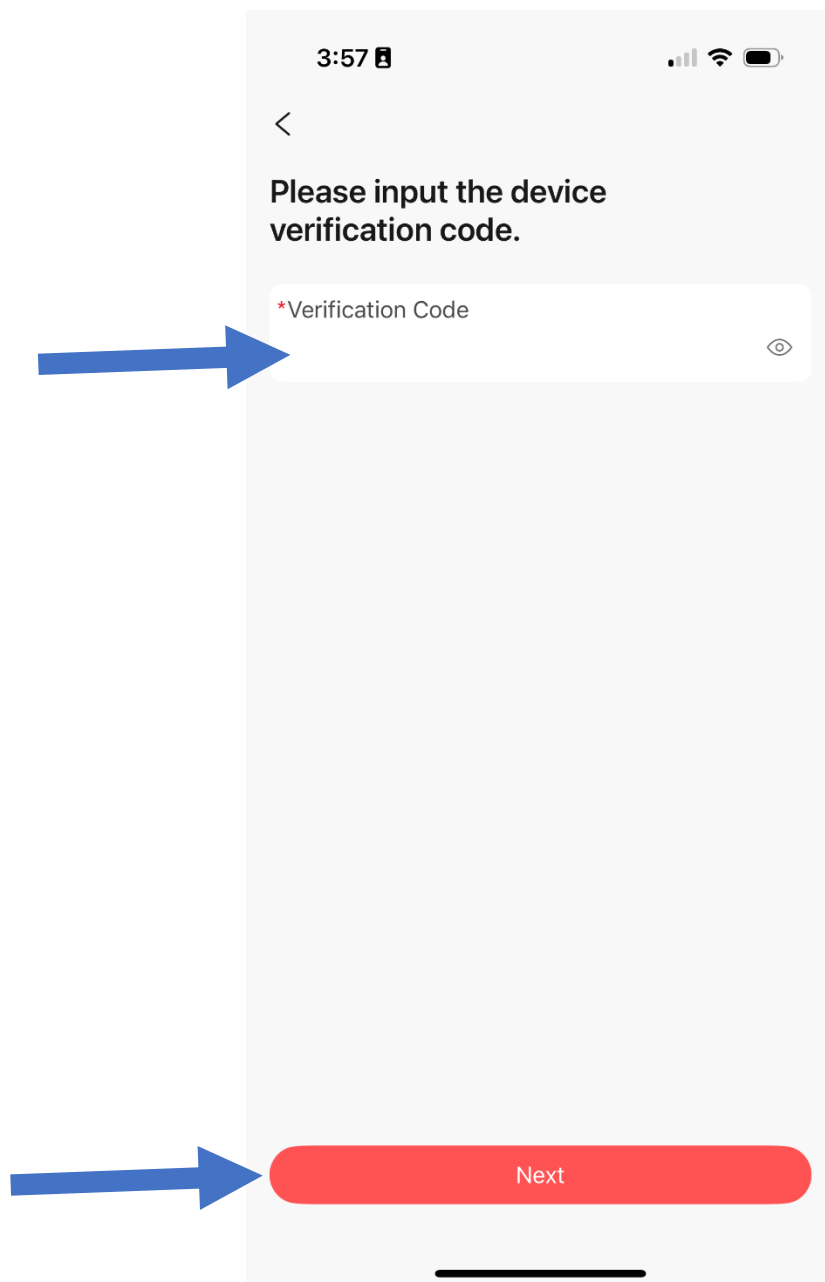 3:57
Please input the device
verification code.
*Verification Code
Next